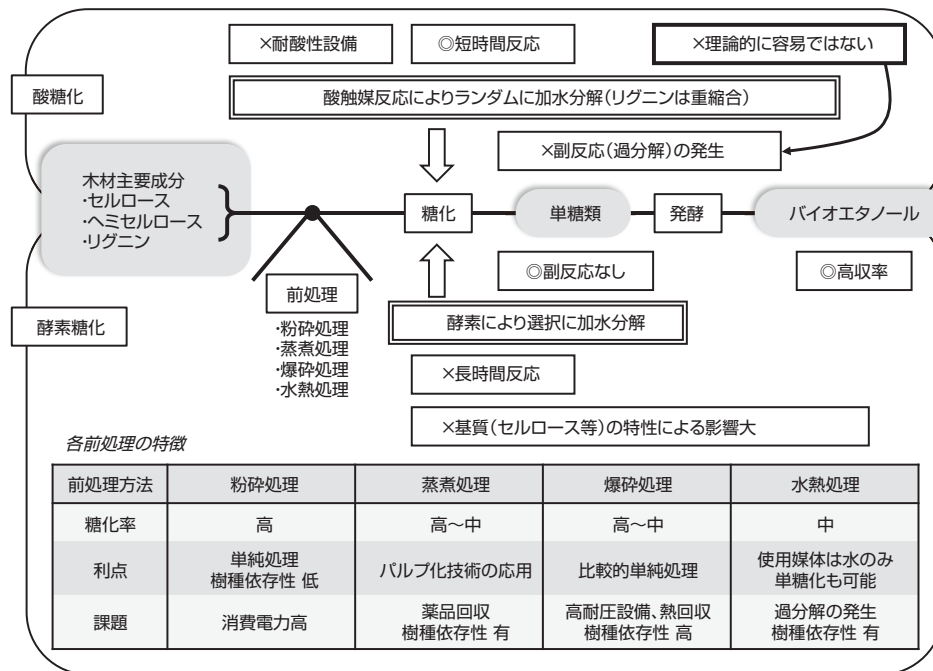 ×耐酸性設備
◎短時間反応
×理論的に容易ではない
酸糖化
酸触媒反応によりランダムに加水分解(リグニンは重縮合)
×副反応(過分解)の発生
木材主要成分
・セルロース
・ヘミセルロース
・リグニン
糖化
単糖類
発酵
バイオエタノール
◎副反応なし
◎高収率
前処理
・粉砕処理
・蒸煮処理
・爆砕処理
・水熱処理
酵素糖化
酵素により選択に加水分解
×長時間反応
×基質(セルロース等)の特性による影響大
各前処理の特徴
前処理方法 粉砕処理 蒸煮処理 爆砕処理 水熱処理
糖化率 高 高~中 高~中 中
利点 単純処理 樹種依存性 低 パルプ化技術の応用 比較的単純処理 使用媒体は水のみ 単糖化も可能
課題 消費電力高 薬品回収 樹種依存性 有 高耐圧設備、熱回収 樹種依存性 高 過分解の発生 樹種依存性 有